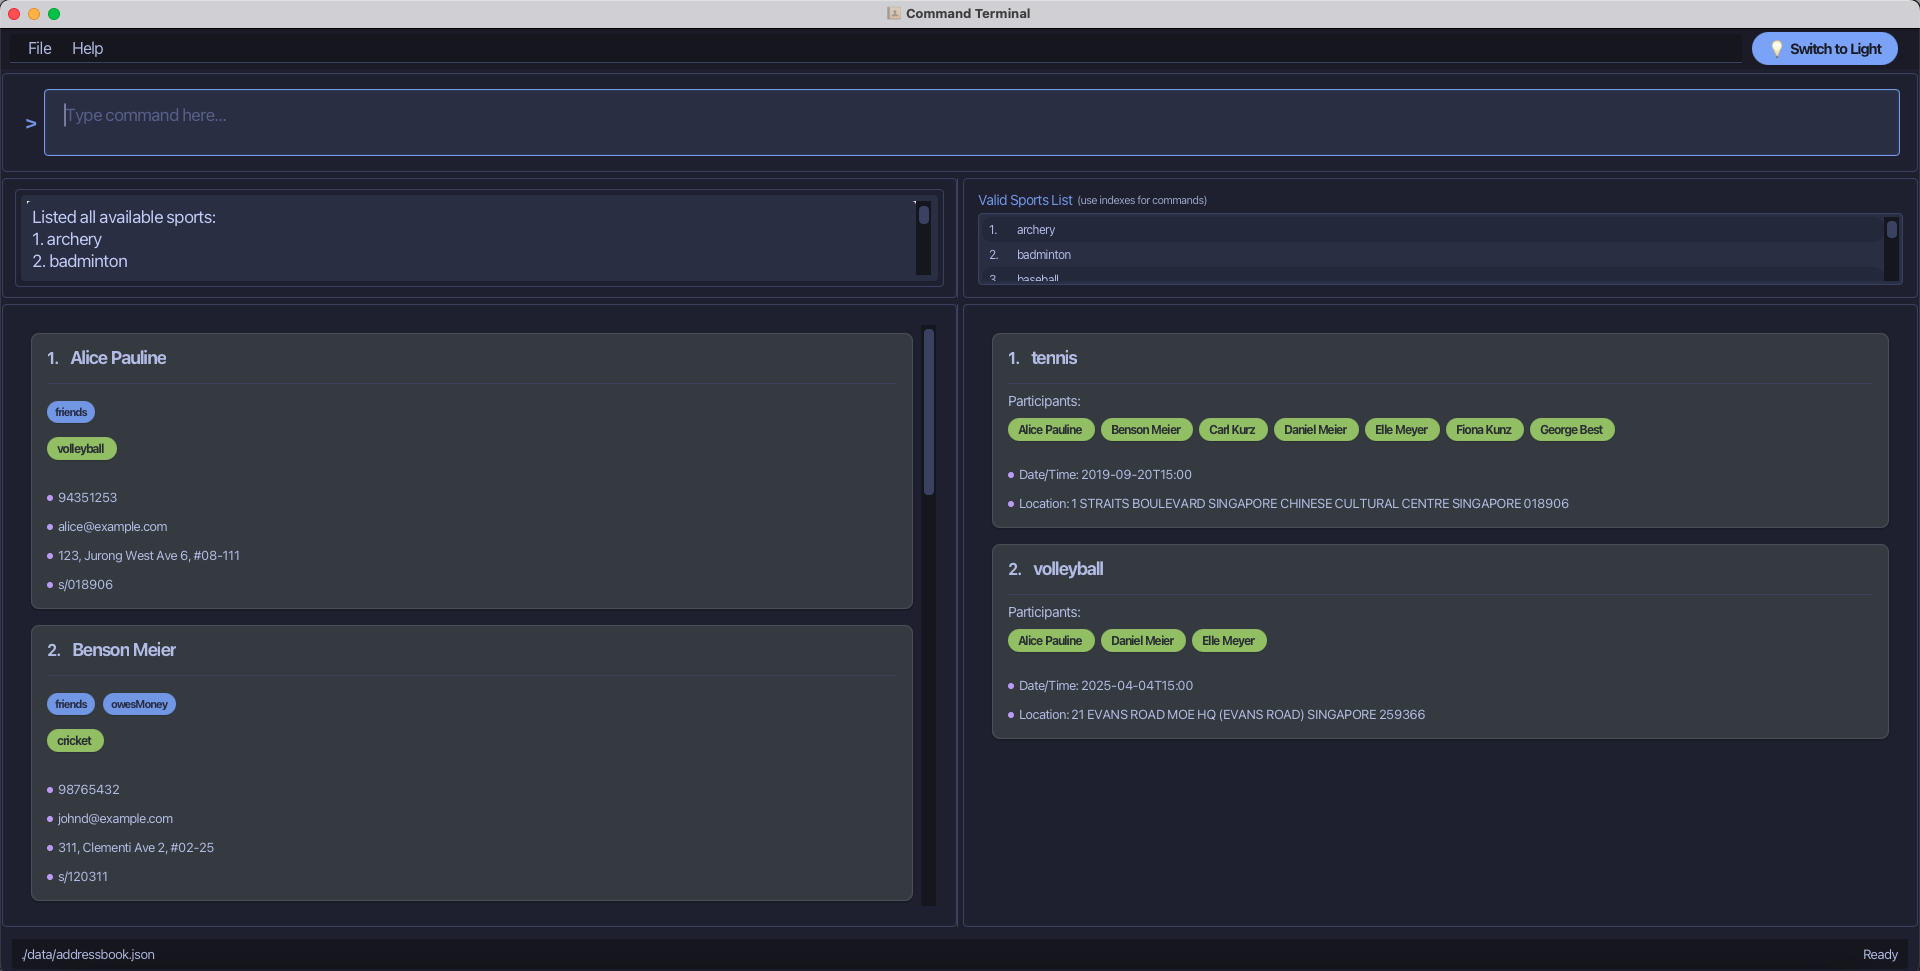 Command Terminal
File Help
Switch to Light
> Type command here...
Listed all available sports:
1. archery
2. badminton
Valid Sports List (use indexes for commands)
1. archery
2. badminton
3. baseball
1. Alice Pauline
friends
volleyball
94351253
alice@example.com
123, Jurong West Ave 6, #08-111
s/018906
2. Benson Meier
friends owesMoney
cricket
98765432
johnd@example.com
311, Clementi Ave 2, #02-25
s/120311
1. tennis
Participants:
Alice Pauline Benson Meier Carl Kurz Daniel Meier Elle Meyer Fiona Kunz George Best
Date/Time: 2019-09-20T15:00
Location: 1 STRAITS BOULEVARD SINGAPORE CHINESE CULTURAL CENTRE SINGAPORE 018906
2. volleyball
Participants:
Alice Pauline Daniel Meier Elle Meyer
Date/Time: 2025-04-04T15:00
Location: 21 EVANS ROAD MOE HQ (EVANS ROAD) SINGAPORE 259366
./data/addressbook.json
Ready